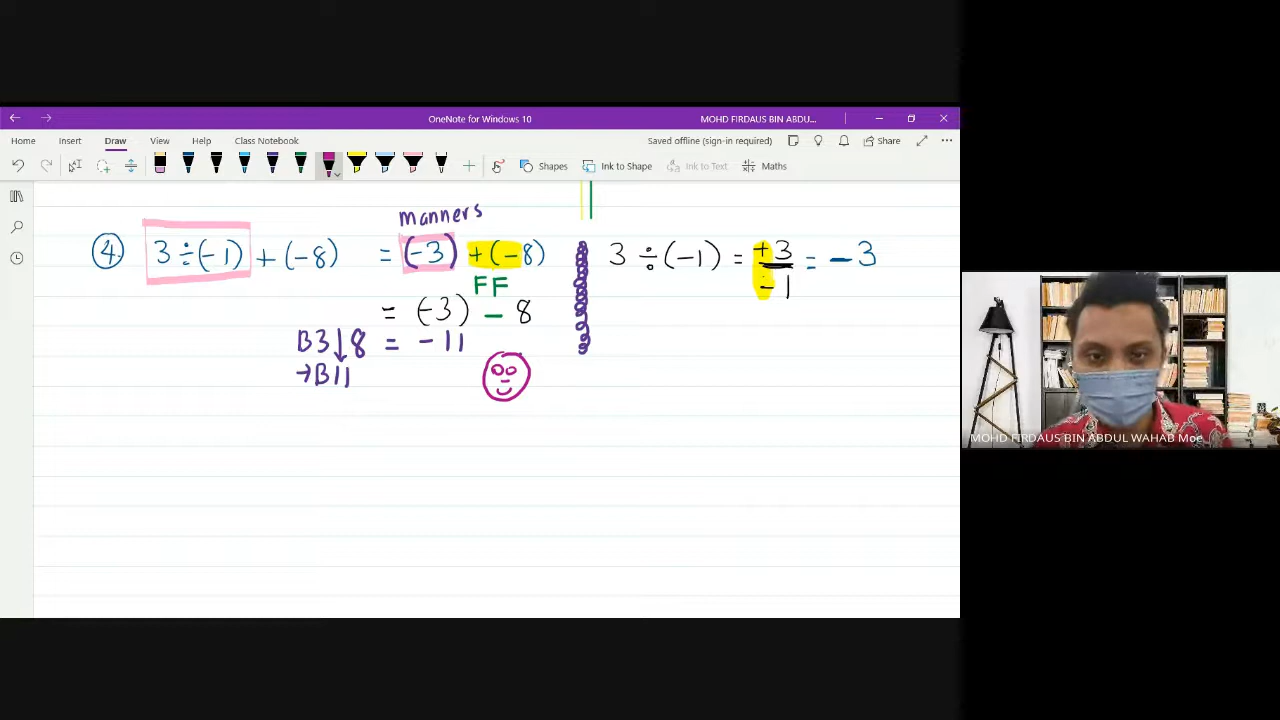 OneNote for Windows 10
MOHD FIRDAUS BIN ABDU...
Home Insert Draw View Help Class Notebook
Saved offline (sign-in required)
Share
Shapes
Ink to Shape
Ink to Text
Maths
manners
④ 3 ÷ (-1) + (-8) = (-3) + (-8)
FF
= (-3) - 8
B3↓8 = -11
→B11
3 ÷ (-1) = +3/-1 = -3
MOHD FIRDAUS BIN ABDUL WAHAB Moe